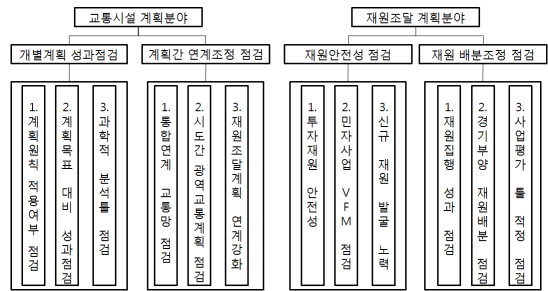 교통시설 계획분야
재원조달 계획분야
개별계획 성과점검
계획간 연계조정 점검
재원안전성 점검
재원 배분조정 점검
1. 계획원칙 적용여부 점검
2. 계획목표 대비 성과점검
3. 과학적 분석틀 점검
1. 통합연계 교통망 점검
2. 시도간 광역교통계획 점검
3. 재원조달계획 연계강화
1. 투자재원 안전성
2. 민자사업 VFM 점검
3. 신규 재원 발굴 노력
1. 재원집행 성과 점검
2. 경기부양 재원배분 점검
3. 사업평가 툴 적정 점검